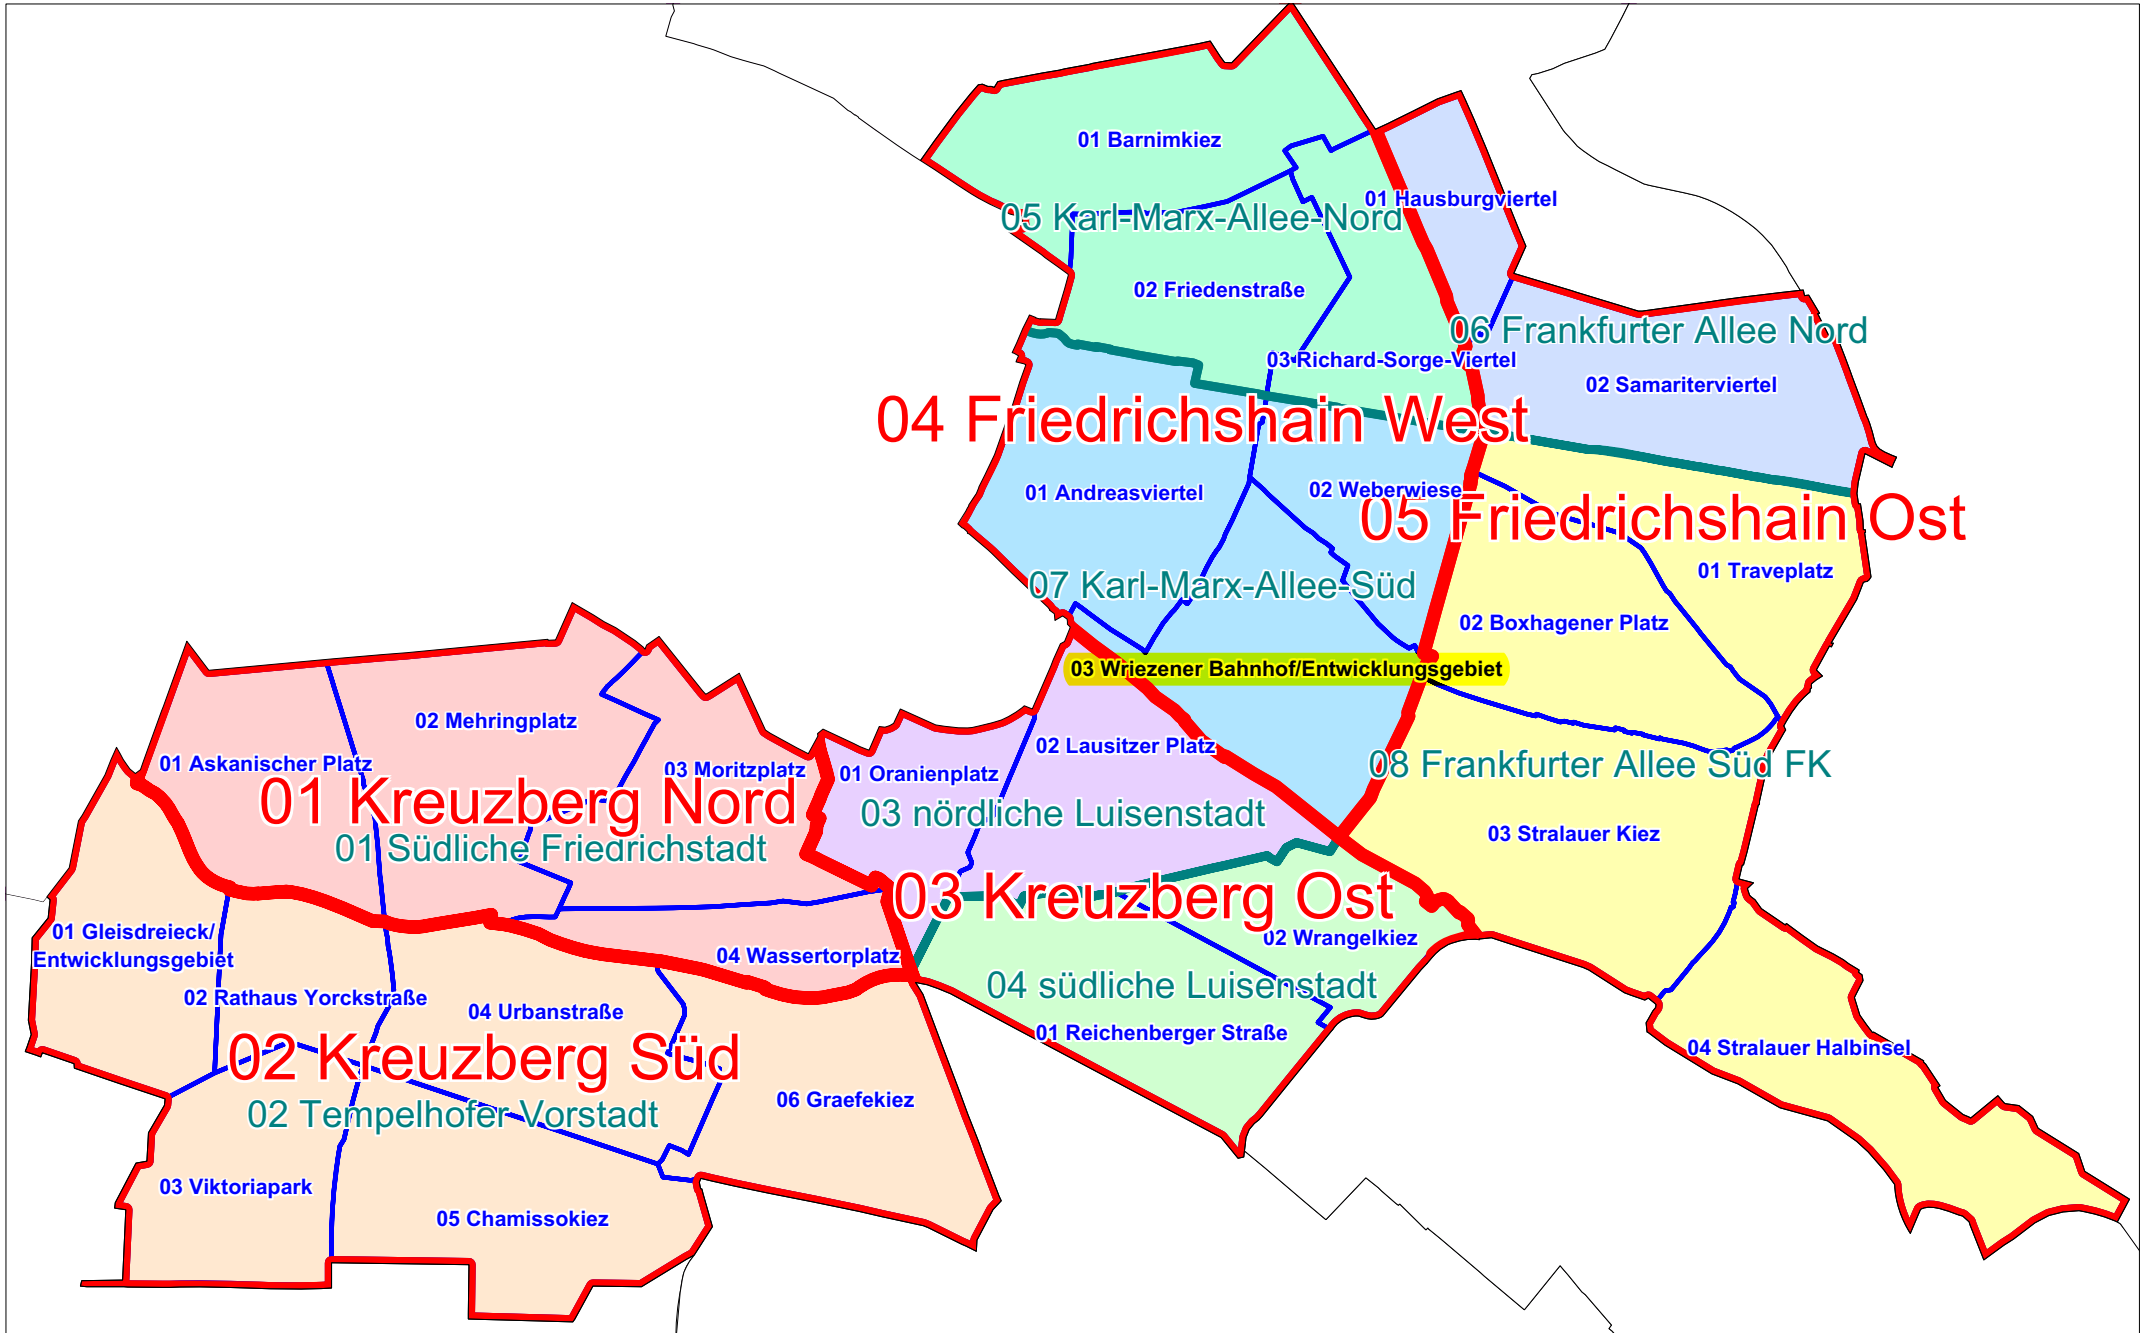 01 Barnimkiez
01 Hausburgviertel
05 Karl-Marx-Allee-Nord
02 Friedenstraße
06 Frankfurter Allee Nord
03 Richard-Sorge-Viertel
02 Samariterviertel
04 Friedrichshain West
01 Andreasviertel
02 Weberwiese
05 Friedrichshain Ost
01 Traveplatz
07 Karl-Marx-Allee-Süd
02 Boxhagener Platz
03 Wriezener Bahnhof/Entwicklungsgebiet
02 Mehringplatz
02 Lausitzer Platz
01 Askanischer Platz
03 Moritzplatz
01 Oranienplatz
08 Frankfurter Allee Süd FK
01 Kreuzberg Nord
03 nördliche Luisenstadt
03 Stralauer Kiez
01 Südliche Friedrichstadt
03 Kreuzberg Ost
01 Gleisdreieck/
Entwicklungsgebiet
02 Wrangelkiez
04 Wassertorplatz
04 südliche Luisenstadt
02 Rathaus Yorckstraße
04 Urbanstraße
01 Reichenberger Straße
04 Stralauer Halbinsel
02 Kreuzberg Süd
06 Graefekiez
02 Tempelhofer Vorstadt
03 Viktoriapark
05 Chamissokiez